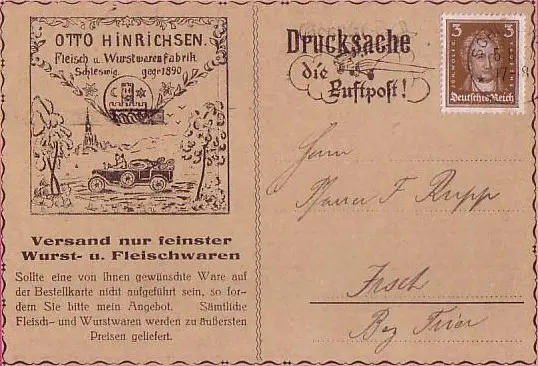 OTTO HINRICHSEN.
Fleisch u. Wurstwarenfabrik
Schleswig. gegr. 1890
Versand nur feinster
Wurst- u. Fleischwaren
Sollte eine von Ihnen gewünschte Ware auf
der Bestellkarte nicht aufgeführt sein, so for-
dern Sie bitte mein Angebot. Sämtliche
Fleisch- und Wurstwaren werden zu äußersten
Preisen geliefert.
Drucksache
die
Luftpost!
3 3
Deutsches Reich
Herrn
Pfarrer F. Rupp
Irsch
Bez Trier